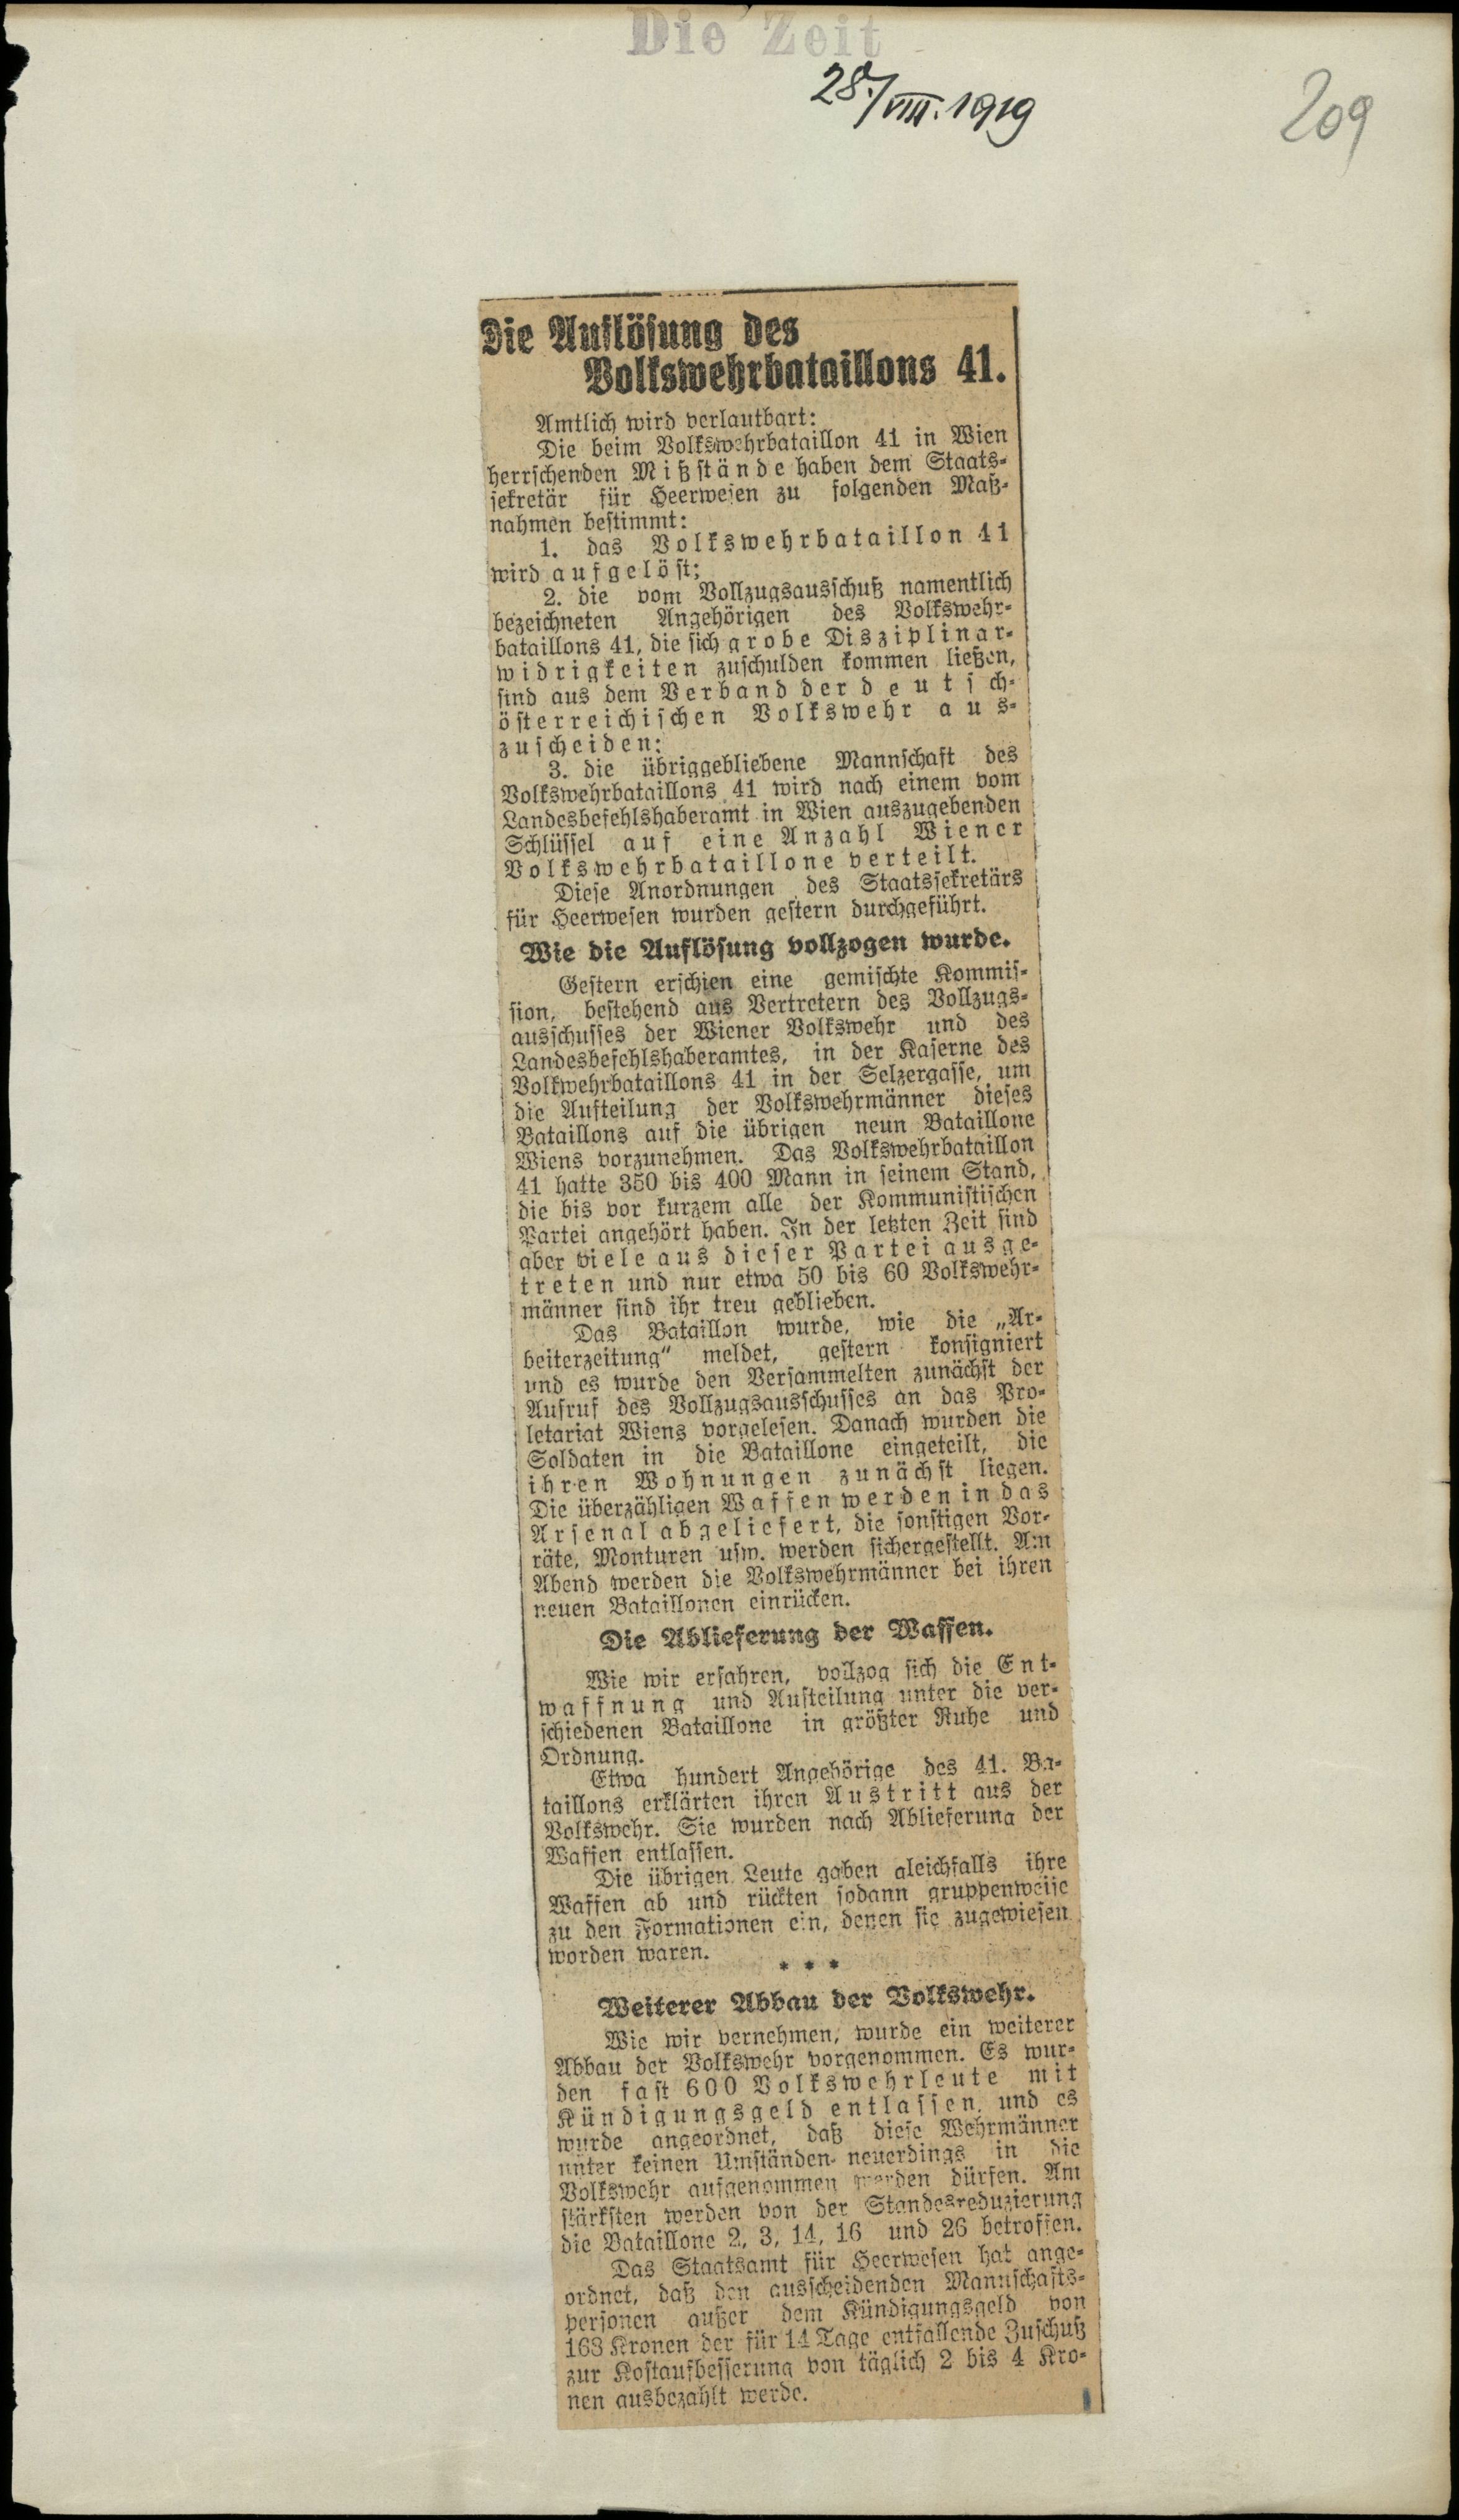 Die Zeit
28./VIII. 1919
209
Die Auflösung des
Volkswehrbataillons 41.
Amtlich wird verlautbart:
Die beim Volkswehrbataillon 41 in Wien
herrschenden Mißstände haben dem Staats-
sekretär für Heerwesen zu folgenden Maß-
nahmen bestimmt:
1. das Volkswehrbataillon 41
wird aufgelöst;
2. die vom Vollzugsausschuß namentlich
bezeichneten Angehörigen des Volkswehr-
bataillons 41, die sich grobe Disziplinar-
widrigkeiten zuschulden kommen ließen,
sind aus dem Verband der deutsch-
österreichischen Volkswehr aus-
zuscheiden;
3. die übriggebliebene Mannschaft des
Volkswehrbataillons 41 wird nach einem vom
Landesbefehlshaberamt in Wien auszugebenden
Schlüssel auf eine Anzahl Wiener
Volkswehrbataillone verteilt.
Diese Anordnungen des Staatssekretärs
für Heerwesen wurden gestern durchgeführt.
Wie die Auflösung vollzogen wurde.
Gestern erschien eine gemischte Kommis-
sion, bestehend aus Vertretern des Vollzugs-
ausschusses der Wiener Volkswehr und des
Landesbefehlshaberamtes, in der Kaserne des
Volkwehrbataillons 41 in der Selzergasse, um
die Aufteilung der Volkswehrmänner dieses
Bataillons auf die übrigen neun Bataillone
Wiens vorzunehmen. Das Volkswehrbataillon
41 hatte 350 bis 400 Mann in seinem Stand,
die bis vor kurzem alle der Kommunistischen
Partei angehört haben. In der letzten Zeit sind
aber viele aus dieser Partei ausge-
treten und nur etwa 50 bis 60 Volkswehr-
männer sind ihr treu geblieben.
Das Bataillon wurde, wie die „Ar-
beiterzeitung“ meldet, gestern konsigniert
und es wurde den Versammelten zunächst der
Aufruf des Vollzugsausschusses an das Pro-
letariat Wiens vorgelesen. Danach wurden die
Soldaten in die Bataillone eingeteilt, die
ihren Wohnungen zunächst liegen.
Die überzähligen Waffen werden in das
Arsenal abgeliefert, die sonstigen Vor-
räte, Monturen usw. werden sichergestellt. Am
Abend werden die Volkswehrmänner bei ihren
neuen Bataillonen einrücken.
Die Ablieferung der Waffen.
Wie wir erfahren, vollzog sich die Ent-
waffnung und Aufteilung unter die ver-
schiedenen Bataillone in größter Ruhe und
Ordnung.
Etwa hundert Angehörige des 41. Ba-
taillons erklärten ihren Austritt aus der
Volkswehr. Sie wurden nach Ablieferung der
Waffen entlassen.
Die übrigen Leute gaben gleichfalls ihre
Waffen ab und rückten sodann gruppenweise
zu den Formationen ein, denen sie zugewiesen
worden waren.
* * *
Weiterer Abbau der Volkswehr.
Wie wir vernehmen, wurde ein weiterer
Abbau der Volkswehr vorgenommen. Es wur-
den fast 600 Volkswehrleute mit
Kündigungsgeld entlassen, und es
wurde angeordnet, daß diese Wehrmänner
unter keinen Umständen neuerdings in die
Volkswehr aufgenommen werden dürfen. Am
stärksten werden von der Standesreduzierung
die Bataillone 2, 3, 14, 16 und 26 betroffen.
Das Staatsamt für Heerwesen hat ange-
ordnet, daß den ausscheidenden Mannschafts-
personen außer dem Kündigungsgeld von
163 Kronen der für 14 Tage entfallende Zuschuß
zur Kostaufbesserung von täglich 2 bis 4 Kro-
nen ausbezahlt werde.